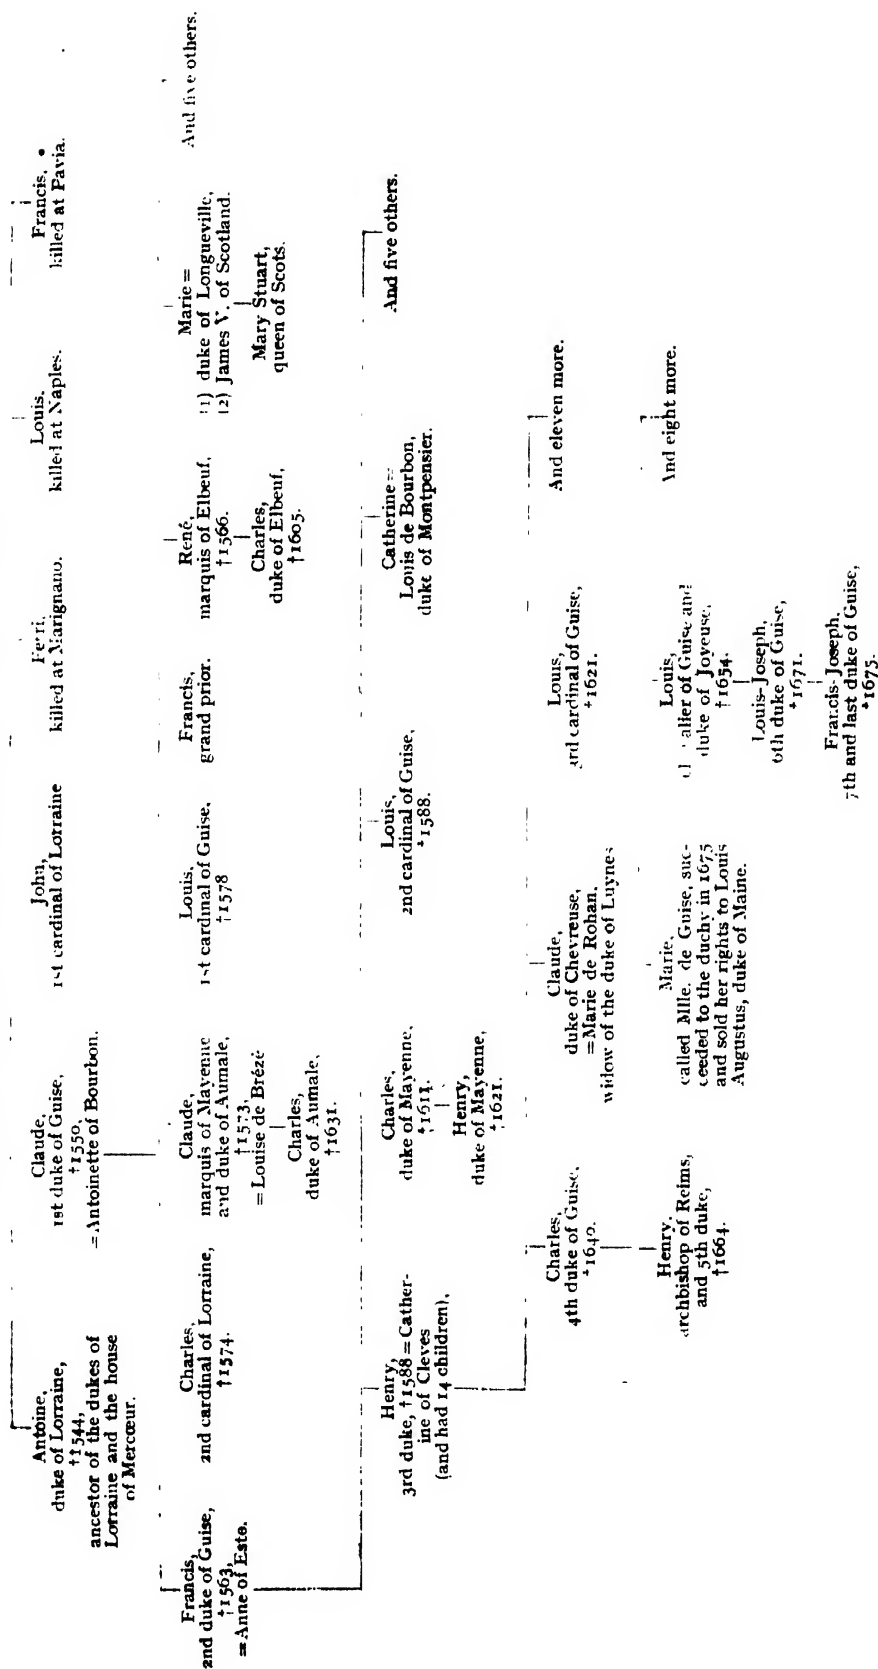 Antoine,
duke of Lorraine,
†1544,
ancestor of the dukes of
Lorraine and the house
of Mercœur.
Claude,
1st duke of Guise,
†1550,
=Antoinette of Bourbon.
John,
1st cardinal of Lorraine
Ferri,
killed at Marignano.
Louis,
killed at Naples.
Francis,
killed at Pavia.
Francis,
2nd duke of Guise,
†1563,
=Anne of Este.
Charles,
2nd cardinal of Lorraine,
†1574.
Claude,
marquis of Mayenne
and duke of Aumale,
†1573,
=Louise de Brézé
Charles,
duke of Aumale,
†1631.
Louis,
1st cardinal of Guise,
†1578
Francis,
grand prior.
René,
marquis of Elbeuf,
†1566.
Charles,
duke of Elbeuf,
†1605.
Marie=
(1) duke of Longueville,
(2) James V. of Scotland.
Mary Stuart,
queen of Scots.
And five others.
Henry,
3rd duke, †1588=Cather-
ine of Cleves
(and had 14 children).
Charles,
duke of Mayenne,
†1611.
Henry,
duke of Mayenne,
†1621.
Louis,
2nd cardinal of Guise,
†1588.
Catherine=
Louis de Bourbon,
duke of Montpensier.
And five others.
Charles,
4th duke of Guise,
†1640.
Claude,
duke of Chevreuse,
=Marie de Rohan,
widow of the duke of Luynes
Louis,
3rd cardinal of Guise,
†1621.
And eleven more.
Henry,
archbishop of Reims,
and 5th duke,
†1664.
Marie,
called Mlle. de Guise, suc-
ceeded to the duchy in 1675
and sold her rights to Louis
Augustus, duke of Maine.
Louis,
chevalier of Guise and
duke of Joyeuse,
†1654.
Louis-Joseph,
6th duke of Guise,
†1671.
Francis-Joseph,
7th and last duke of Guise,
†1675.
And eight more.